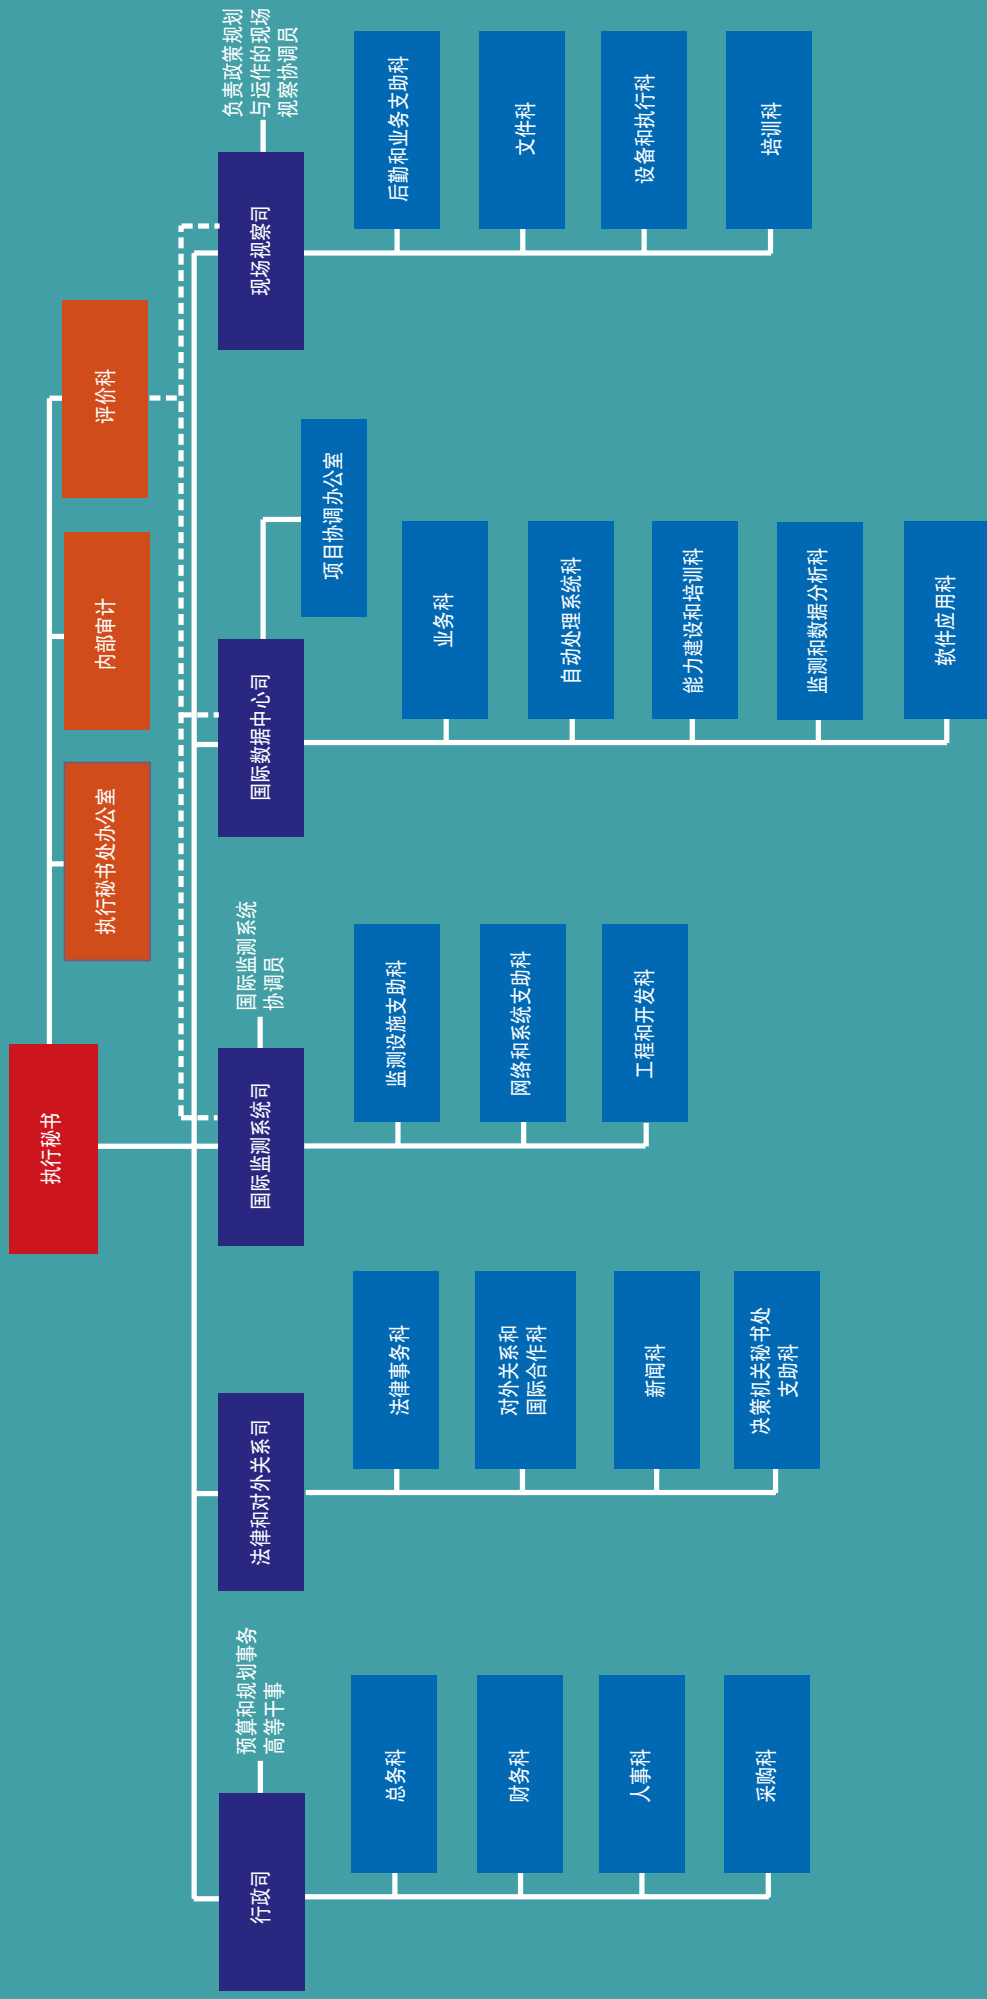 执行秘书
执行秘书处办公室
内部审计
评价科
行政司
预算和规划事务
高等干事
总务科
财务科
人事科
采购科
法律和对外关系司
法律事务科
对外关系和
国际合作科
新闻科
决策机关秘书处
支助科
国际监测系统司
国际监测系统
协调员
监测设施支助科
网络和系统支助科
工程和开发科
国际数据中心司
项目协调办公室
业务科
自动处理系统科
能力建设和培训科
监测和数据分析科
软件应用科
现场视察司
负责政策规划
与运作的现场
视察协调员
后勤和业务支助科
文件科
设备和执行科
培训科